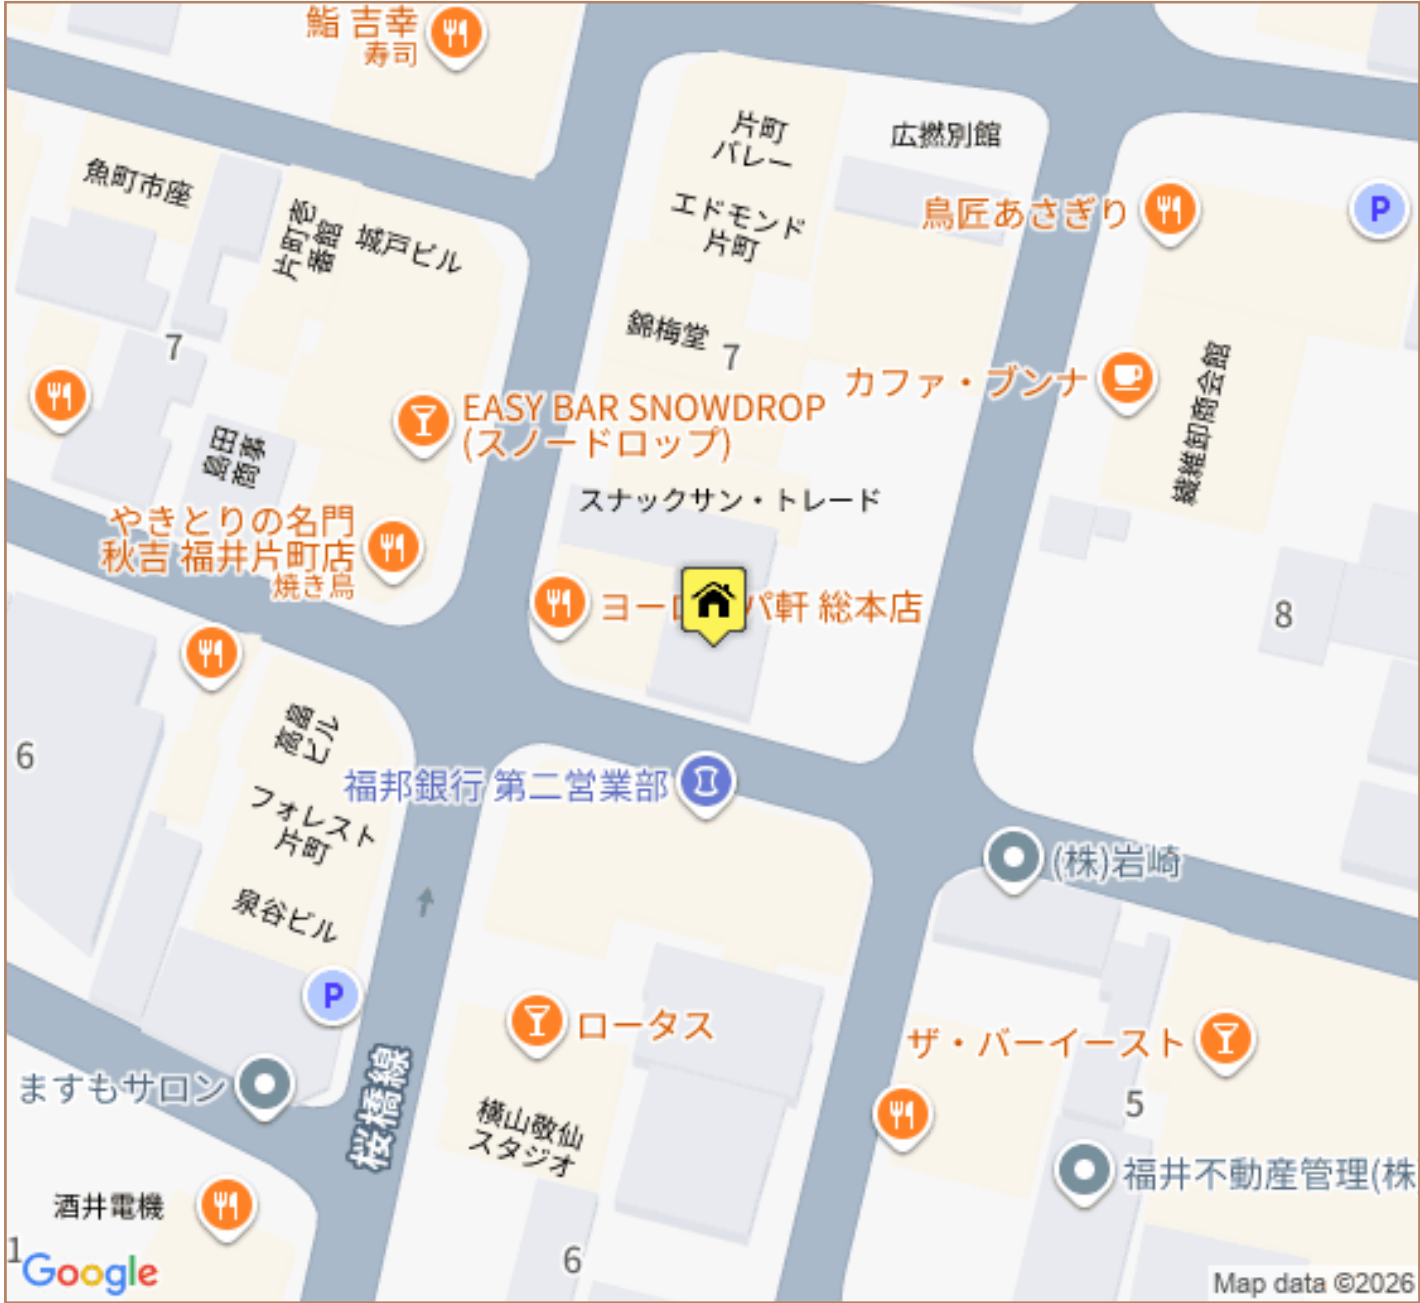 鮨 吉幸
寿司
片町
バレー
広撚別館
魚町市座
片町壱
番館
城戸ビル
エドモンド
片町
鳥匠あさぎり
P
錦梅堂
7
7
カファ・ブンナ
繊維卸商会館
EASY BAR SNOWDROP
(スノードロップ)
島田
商事
スナックサン・トレード
やきとりの名門
秋吉 福井片町店
焼き鳥
ヨーロ パ軒 総本店
8
高畠
ビル
6
福邦銀行 第二営業部
フォレスト
片町
(株)岩崎
泉谷ビル
P
ロータス
ザ・バーイースト
ますもサロン
桜橋線
横山敬仙
スタジオ
5
福井不動産管理(株
酒井電機
1
6
Google
Map data ©2026